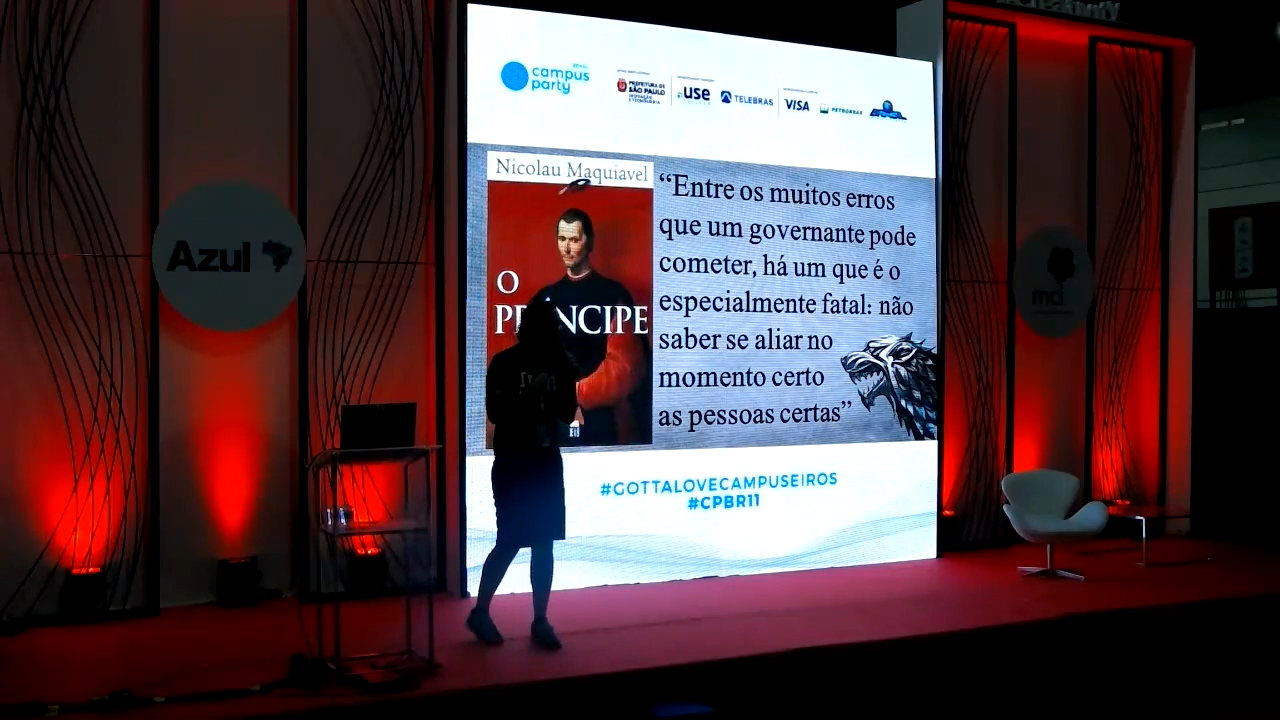 campus
party
PREFEITURA DE
SÃO PAULO
use
TELEBRAS
VISA
PETROBRAS
Nicolau Maquiavel
O
PRÍNCIPE
“Entre os muitos erros
que um governante pode
cometer, há um que é o
especialmente fatal: não
saber se aliar no
momento certo
as pessoas certas”
#GOTTALOVECAMPUSEIROS
#CPBR11
Azul
mci